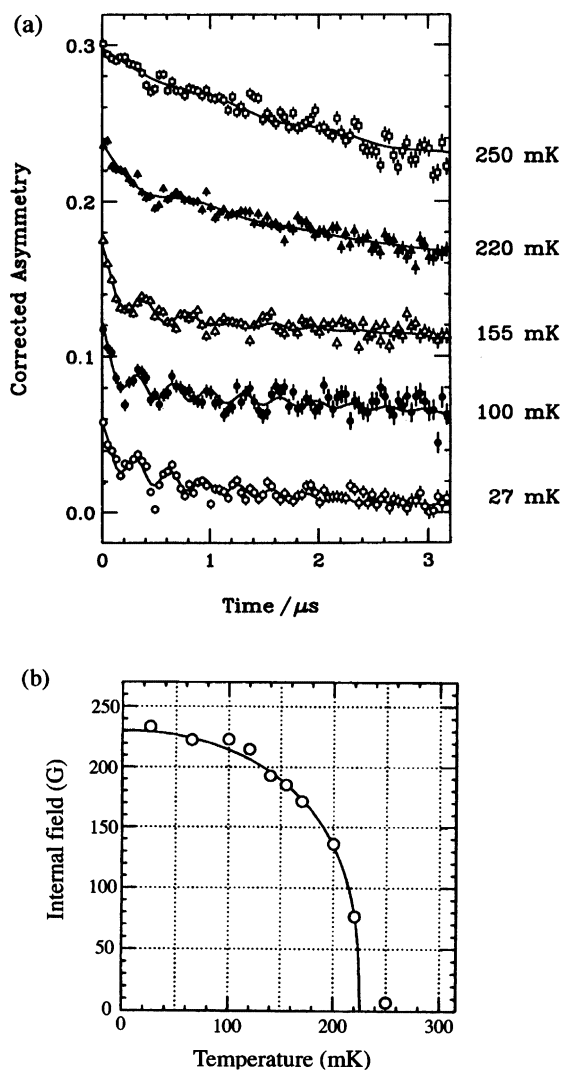 (a)
0.3
0.2
0.1
0.0
Corrected Asymmetry
250 mK
220 mK
155 mK
100 mK
27 mK
0 1 2 3
Time /μs
(b)
250
200
150
100
50
0
Internal field (G)
0 100 200 300
Temperature (mK)